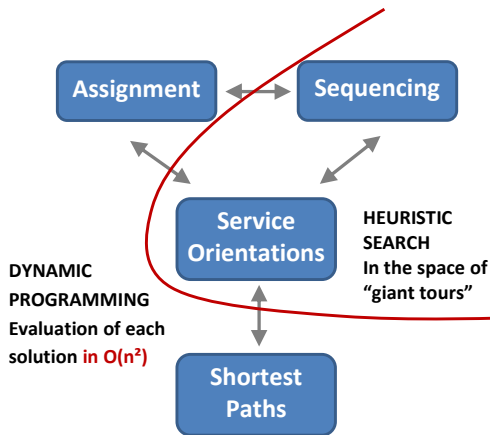 Assignment
Sequencing
Service
Orientations
HEURISTIC
SEARCH
In the space of
“giant tours”
DYNAMIC
PROGRAMMING
Evaluation of each
solution in O(n²)
Shortest
Paths